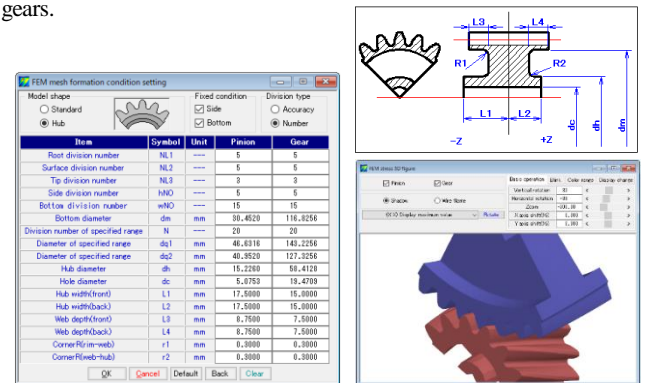 gears.
FEM mesh formation condition setting
Model shape
Standard
Hub
Fixed condition
Side
Bottom
Division type
Accuracy
Number
Item Symbol Unit Pinion Gear
Root division number NL1 --- 5 5
Surface division number NL2 --- 5 5
Tip division number NL3 --- 3 3
Side division number hNO --- 5 5
Bottom division number wNO --- 15 15
Bottom diameter dm mm 30.4520 116.8256
Division number of specified range N --- 20 20
Diameter of specified range dq1 mm 46.6316 143.2256
Diameter of specified range dq2 mm 40.9520 127.3256
Hub diameter dh mm 15.2260 58.4128
Hole diameter dc mm 5.0753 19.4709
Hub width(front) L1 mm 17.5000 15.0000
Hub width(back) L2 mm 17.5000 15.0000
Web depth(front) L3 mm 8.7500 7.5000
Web depth(back) L4 mm 8.7500 7.5000
CornerR(rim-web) r1 mm 0.3000 0.3000
CornerR(web-hub) r2 mm 0.3000 0.3000
OK Cancel Default Back Clear
L3 L4
R1 R2
L1 L2
dc dh dm
-Z +Z
FEM stress 3D figure
Pinion Gear
Shadow Wire frame
Display maximum value Rotate
Basic operation Color range Display change
Vertical rotation
Horizontal rotation
Zoom
X axis shift
Y axis shift